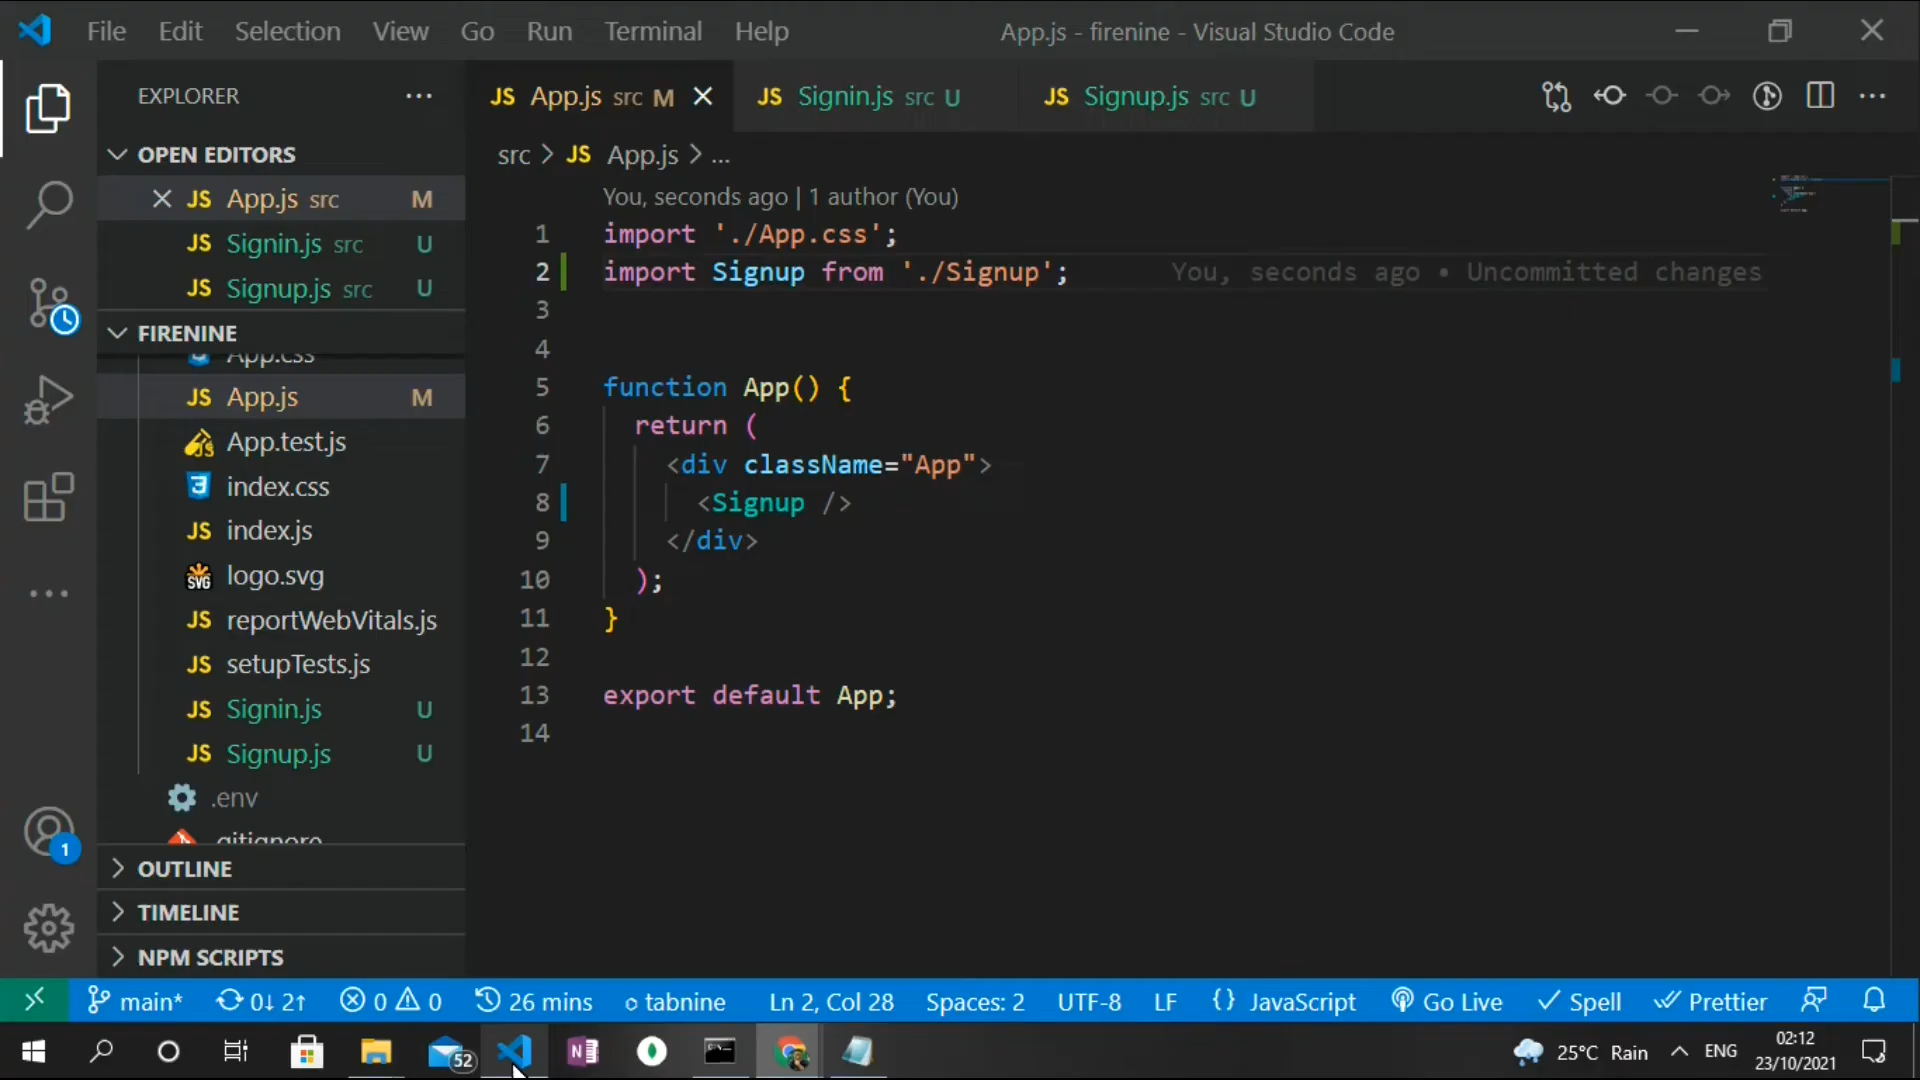 File Edit Selection View Go Run Terminal Help App.js - firenine - Visual Studio Code
EXPLORER
OPEN EDITORS
JS App.js src M
JS Signin.js src U
JS Signup.js src U
FIRENINE
App.css
JS App.js M
App.test.js
index.css
JS index.js
SVG logo.svg
JS reportWebVitals.js
JS setupTests.js
JS Signin.js U
JS Signup.js U
.env
.gitignore
OUTLINE
TIMELINE
NPM SCRIPTS
1
JS App.js src M JS Signin.js src U JS Signup.js src U
src > JS App.js > ...
You, seconds ago | 1 author (You)
1 import './App.css';
2 import Signup from './Signup'; You, seconds ago • Uncommitted changes
3
4
5 function App() {
6 return (
7 <div className="App">
8 <Signup />
9 </div>
10 );
11 }
12
13 export default App;
14
main* 0↓ 2↑ 0 0 26 mins tabnine Ln 2, Col 28 Spaces: 2 UTF-8 LF {} JavaScript Go Live Spell Prettier
52 N 25°C Rain ENG 02:12
23/10/2021